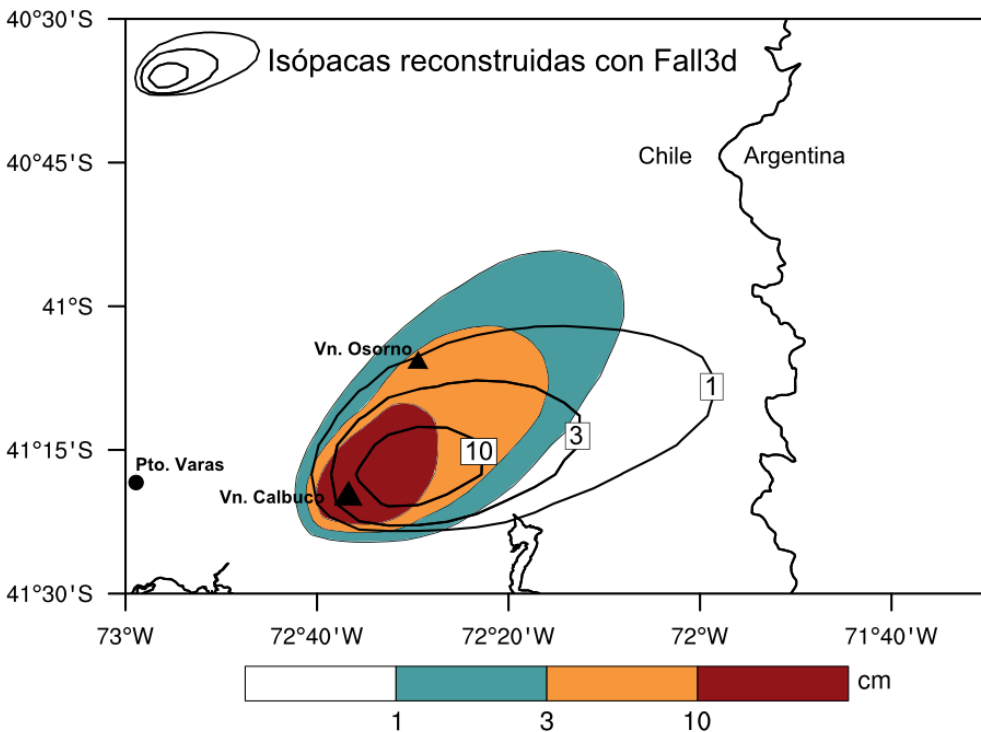 40°30'S
Isópacas reconstruidas con Fall3d
40°45'S
Chile
Argentina
41°S
Vn. Osorno
1
3
10
41°15'S
Pto. Varas
Vn. Calbuco
41°30'S
73°W
72°40'W
72°20'W
72°W
71°40'W
cm
1
3
10